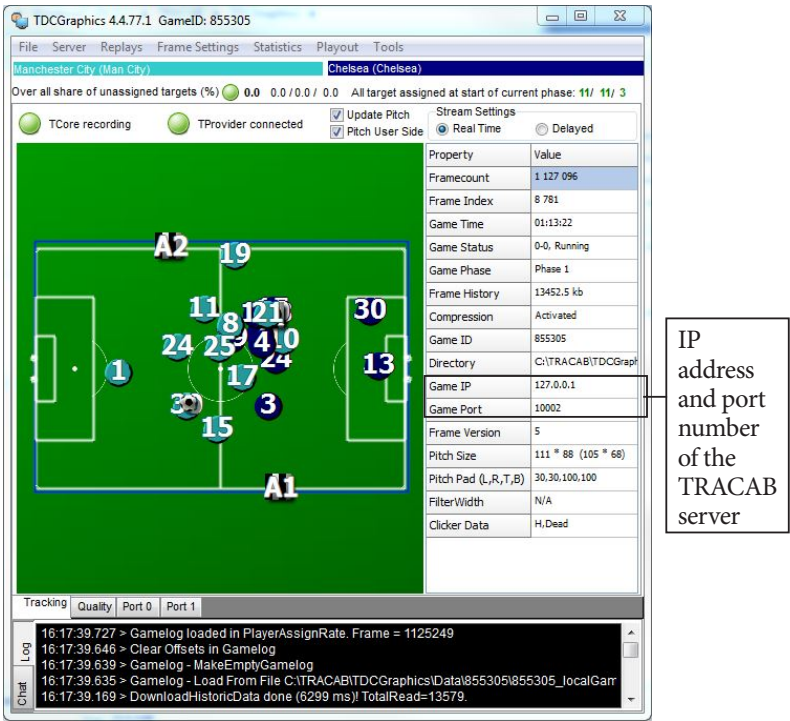 TDCGraphics 4.4.77.1 GameID: 855305
File Server Replays Frame Settings Statistics Playout Tools
Manchester City (Man City) Chelsea (Chelsea)
Over all share of unassigned targets (%) 0.0 0.0 / 0.0 / 0.0 All target assigned at start of current phase: 11/ 11/ 3
TCore recording TProvider connected
Update Pitch
Pitch User Side
Stream Settings
Real Time Delayed
Property Value
Framecount 1 127 096
Frame Index 8 781
Game Time 01:13:22
Game Status 0-0, Running
Game Phase Phase 1
Frame History 13452.5 kb
Compression Activated
Game ID 855305
Directory C:\TRACAB\TDCGraph
Game IP 127.0.0.1
Game Port 10002
Frame Version 5
Pitch Size 111 * 88 (105 * 68)
Pitch Pad (L,R,T,B) 30,30,100,100
FilterWidth N/A
Clicker Data H,Dead
A2
19
11
21
30
8
4
24
25
24
1
13
17
3
15
A1
IP
address
and port
number
of the
TRACAB
server
Tracking Quality Port 0 Port 1
Log
Chat
16:17:39.727 > Gamelog loaded in PlayerAssignRate. Frame = 1125249
16:17:39.646 > Clear Offsets in Gamelog
16:17:39.639 > Gamelog - MakeEmptyGamelog
16:17:39.635 > Gamelog - Load From File C:\TRACAB\TDCGraphics\Data\855305\855305_localGam
16:17:39.169 > DownloadHistoricData done (6299 ms)! TotalRead=13579.